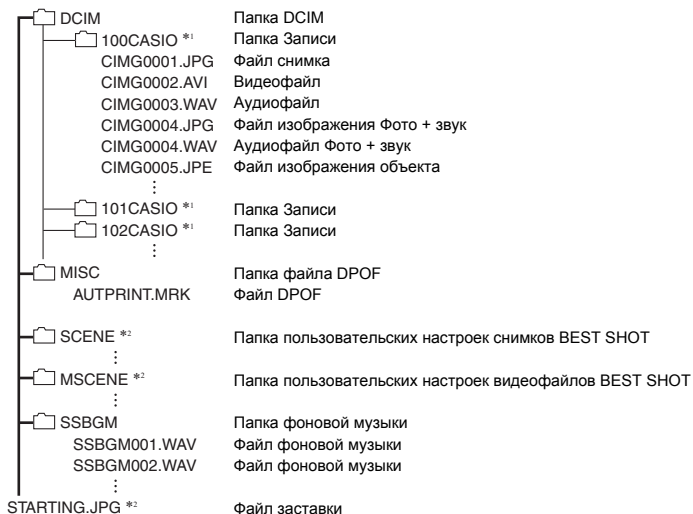 DCIM Папка DCIM
100CASIO *1 Папка Записи
CIMG0001.JPG Файл снимка
CIMG0002.AVI Видеофайл
CIMG0003.WAV Аудиофайл
CIMG0004.JPG Файл изображения Фото + звук
CIMG0004.WAV Аудиофайл Фото + звук
CIMG0005.JPE Файл изображения объекта
101CASIO *1 Папка Записи
102CASIO *1 Папка Записи
MISC Папка файла DPOF
AUTPRINT.MRK Файл DPOF
SCENE *2 Папка пользовательских настроек снимков BEST SHOT
MSCENE *2 Папка пользовательских настроек видеофайлов BEST SHOT
SSBGM Папка фоновой музыки
SSBGM001.WAV Файл фоновой музыки
SSBGM002.WAV Файл фоновой музыки
STARTING.JPG *2 Файл заставки